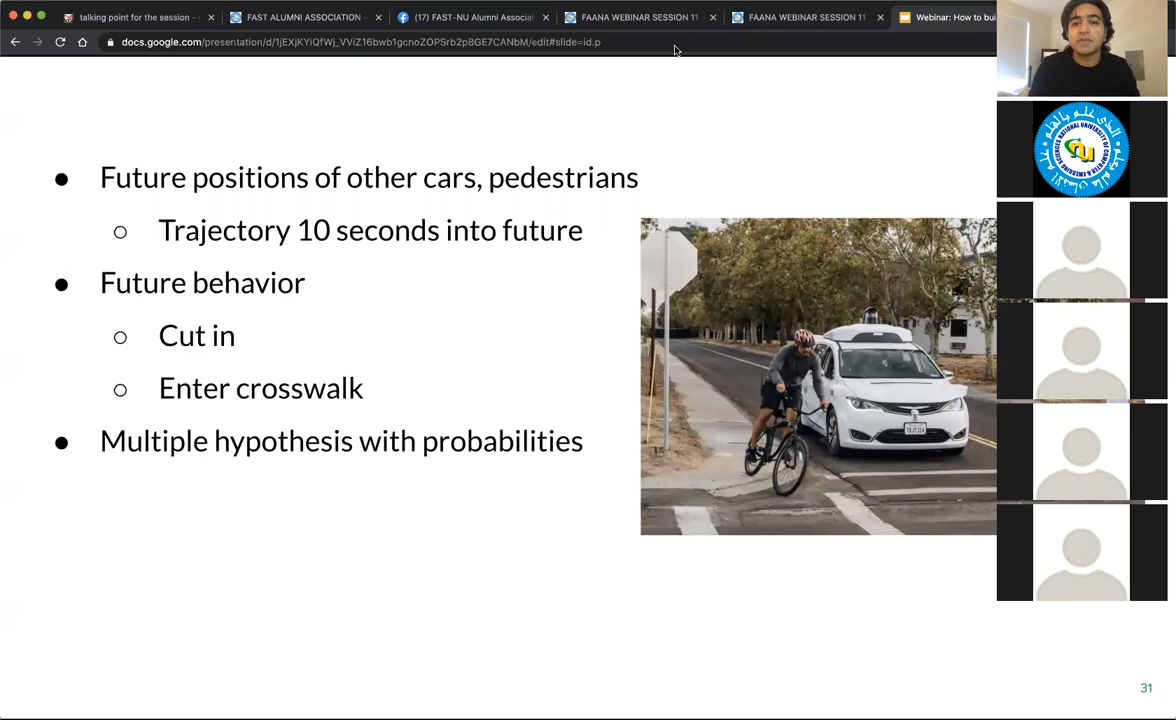 talking point for the session -
FAST ALUMNI ASSOCIATION -
(17) FAST-NU Alumni Associat
FAANA WEBINAR SESSION 11
FAANA WEBINAR SESSION 11
Webinar: How to bui
docs.google.com/presentation/d/1jEXjKYiQfWj_VViZ16bwb1gcnoZOPSrb2p8GE7CANbM/edit#slide=id.p
● Future positions of other cars, pedestrians
○ Trajectory 10 seconds into future
● Future behavior
○ Cut in
○ Enter crosswalk
● Multiple hypothesis with probabilities
31